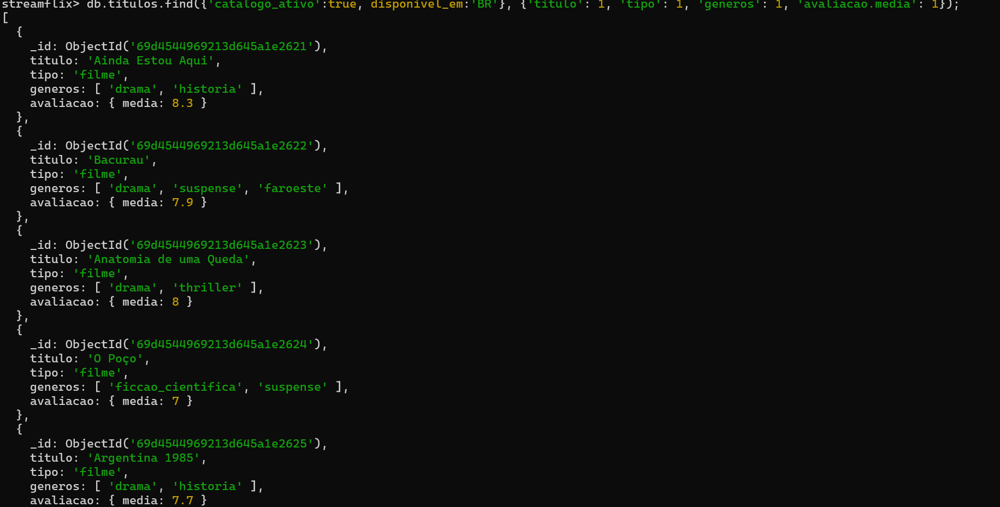 streamflix> db.titulos.find({'catalogo_ativo':true, disponivel_em:'BR'}, {'titulo': 1, 'tipo': 1, 'generos': 1, 'avaliacao.media': 1});
[
  {
    _id: ObjectId('69d4544969213d645a1e2621'),
    titulo: 'Ainda Estou Aqui',
    tipo: 'filme',
    generos: [ 'drama', 'historia' ],
    avaliacao: { media: 8.3 }
  },
  {
    _id: ObjectId('69d4544969213d645a1e2622'),
    titulo: 'Bacurau',
    tipo: 'filme',
    generos: [ 'drama', 'suspense', 'faroeste' ],
    avaliacao: { media: 7.9 }
  },
  {
    _id: ObjectId('69d4544969213d645a1e2623'),
    titulo: 'Anatomia de uma Queda',
    tipo: 'filme',
    generos: [ 'drama', 'thriller' ],
    avaliacao: { media: 8 }
  },
  {
    _id: ObjectId('69d4544969213d645a1e2624'),
    titulo: 'O Poço',
    tipo: 'filme',
    generos: [ 'ficcao_cientifica', 'suspense' ],
    avaliacao: { media: 7 }
  },
  {
    _id: ObjectId('69d4544969213d645a1e2625'),
    titulo: 'Argentina 1985',
    tipo: 'filme',
    generos: [ 'drama', 'historia' ],
    avaliacao: { media: 7.7 }